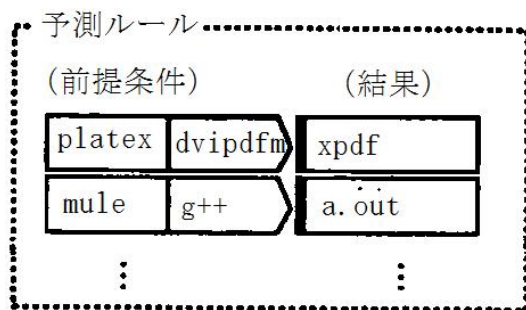 予測ルール
(前提条件) (結果)
platex dvipdfm xpdf
mule g++ a.out
⋮ ⋮